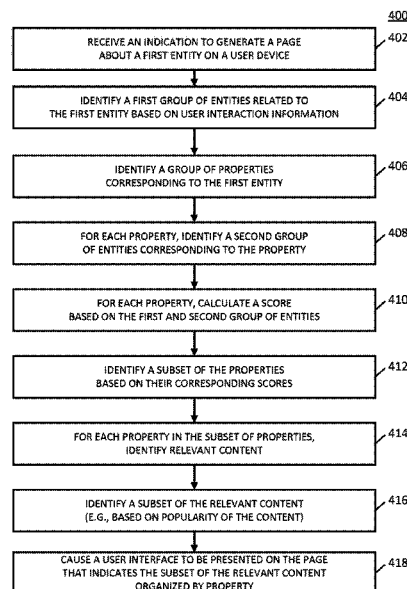 400
RECEIVE AN INDICATION TO GENERATE A PAGE
ABOUT A FIRST ENTITY ON A USER DEVICE
402
IDENTIFY A FIRST GROUP OF ENTITIES RELATED TO
THE FIRST ENTITY BASED ON USER INTERACTION INFORMATION
404
IDENTIFY A GROUP OF PROPERTIES
CORRESPONDING TO THE FIRST ENTITY
406
FOR EACH PROPERTY, IDENTIFY A SECOND GROUP
OF ENTITIES CORRESPONDING TO THE PROPERTY
408
FOR EACH PROPERTY, CALCULATE A SCORE
BASED ON THE FIRST AND SECOND GROUP OF ENTITIES
410
IDENTIFY A SUBSET OF THE PROPERTIES
BASED ON THEIR CORRESPONDING SCORES
412
FOR EACH PROPERTY IN THE SUBSET OF PROPERTIES,
IDENTIFY RELEVANT CONTENT
414
IDENTIFY A SUBSET OF THE RELEVANT CONTENT
(E.G., BASED ON POPULARITY OF THE CONTENT)
416
CAUSE A USER INTERFACE TO BE PRESENTED ON THE PAGE
THAT INDICATES THE SUBSET OF THE RELEVANT CONTENT
ORGANIZED BY PROPERTY
418